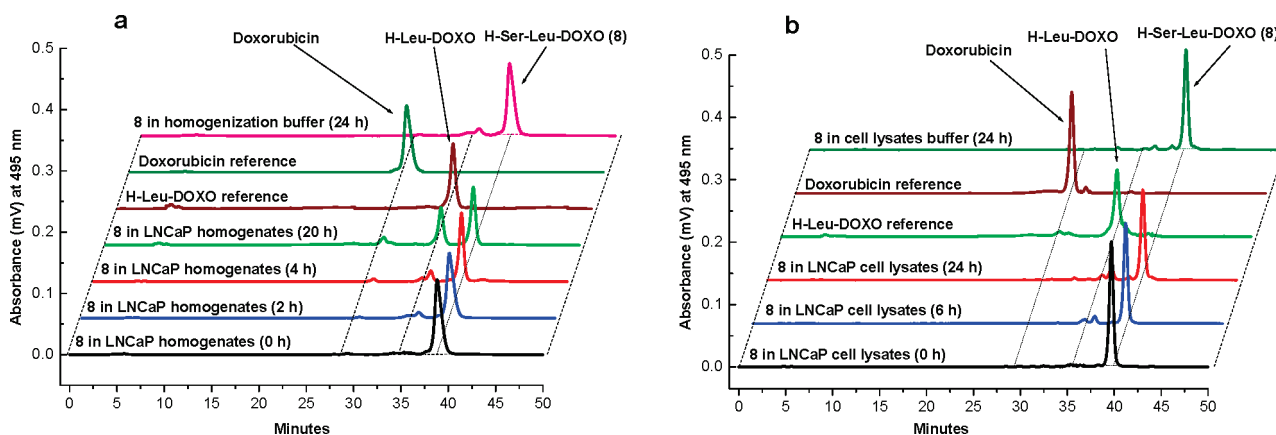 a
Doxorubicin
H-Leu-DOXO
H-Ser-Leu-DOXO (8)
Absorbance (mV) at 495 nm
0.5
0.4
0.3
0.2
0.1
0.0
8 in homogenization buffer (24 h)
Doxorubicin reference
H-Leu-DOXO reference
8 in LNCaP homogenates (20 h)
8 in LNCaP homogenates (4 h)
8 in LNCaP homogenates (2 h)
8 in LNCaP homogenates (0 h)
0 5 10 15 20 25 30 35 40 45 50
Minutes
b
Doxorubicin
H-Leu-DOXO
H-Ser-Leu-DOXO (8)
Absorbance (mV) at 495 nm
0.5
0.4
0.3
0.2
0.1
0.0
8 in cell lysates buffer (24 h)
Doxorubicin reference
H-Leu-DOXO reference
8 in LNCaP cell lysates (24 h)
8 in LNCaP cell lysates (6 h)
8 in LNCaP cell lysates (0 h)
0 5 10 15 20 25 30 35 40 45 50
Minutes